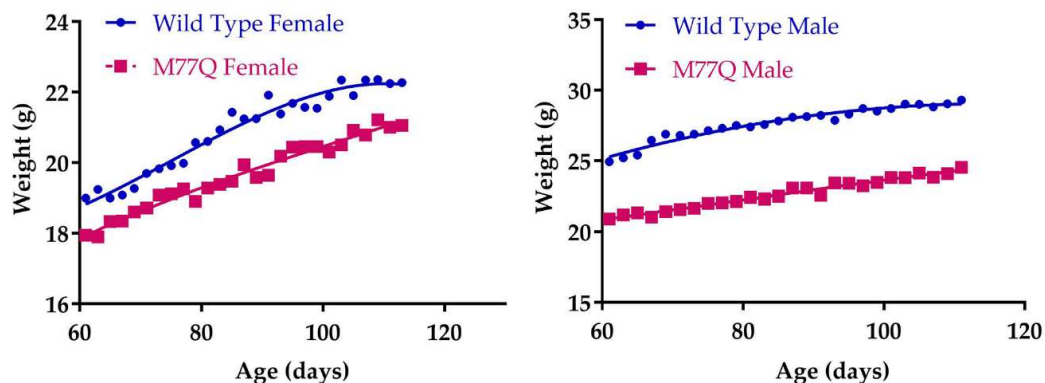 24
22
20
18
16
Weight (g)
Wild Type Female
M77Q Female
60 80 100 120
Age (days)
35
30
25
20
15
Weight (g)
Wild Type Male
M77Q Male
60 80 100 120
Age (days)